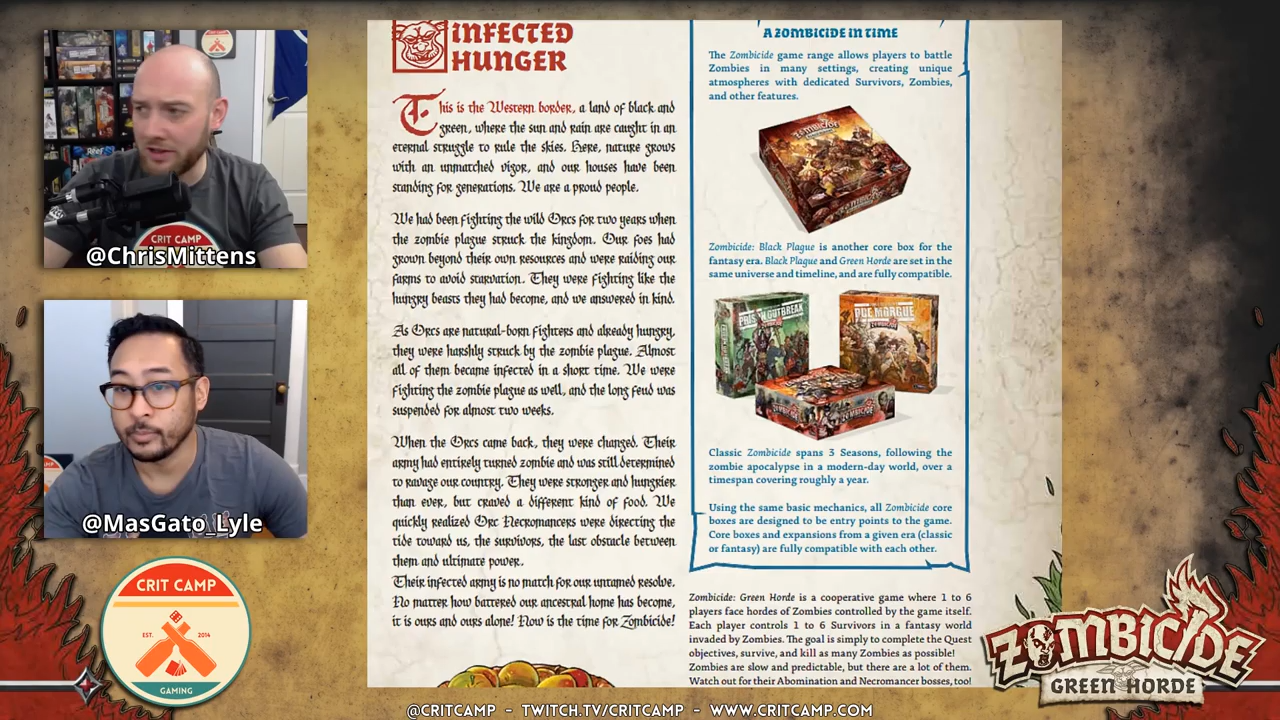 CRIT CAMP
@ChrisMittens
@MasGato_Lyle
CRIT CAMP
EST.
2014
GAMING
INFECTED
HUNGER
This is the Western border, a land of black and
green, where the sun and rain are caught in an
eternal struggle to rule the skies. Here, nature grows
with an unmatched vigor, and our houses have been
standing for generations. We are a proud people.
We had been fighting the wild Orcs for two years when
the zombie plague struck the kingdom. Our foes had
grown beyond their own resources and were raiding our
farms to avoid starvation. They were fighting like the
hungry beasts they had become, and we answered in kind.
As Orcs are natural-born fighters and already hungry,
they were harshly struck by the zombie plague. Almost
all of them became infected in a short time. We were
fighting the zombie plague as well, and the long feud was
suspended for almost two weeks.
When the Orcs came back, they were changed. Their
army had entirely turned zombie and was still determined
to ravage our country. They were stronger and hungrier
than ever, but craved a different kind of food. We
quickly realized Orc Necromancers were directing the
tide toward us, the survivors, the last obstacle between
them and ultimate power.
Their infected army is no match for our untamed resolve.
No matter how battered our ancestral home has become,
it is ours and ours alone! Now is the time for Zombicide!
A ZOMBICIDE IN TIME
The Zombicide game range allows players to battle
Zombies in many settings, creating unique
atmospheres with dedicated Survivors, Zombies,
and other features.
ZOMBICIDE
Zombicide: Black Plague is another core box for the
fantasy era. Black Plague and Green Horde are set in the
same universe and timeline, and are fully compatible.
PRISON OUTBREAK
RUE MORGUE
ZOMBICIDE
Classic Zombicide spans 3 Seasons, following the
zombie apocalypse in a modern-day world, over a
timespan covering roughly a year.
Using the same basic mechanics, all Zombicide core
boxes are designed to be entry points to the game.
Core boxes and expansions from a given era (classic
or fantasy) are fully compatible with each other.
Zombicide: Green Horde is a cooperative game where 1 to 6
players face hordes of Zombies controlled by the game itself.
Each player controls 1 to 6 Survivors in a fantasy world
invaded by Zombies. The goal is simply to complete the Quest
objectives, survive, and kill as many Zombies as possible!
Zombies are slow and predictable, but there are a lot of them.
Watch out for their Abomination and Necromancer bosses, too!
ZOMBICIDE
GREEN HORDE
@CRITCAMP - TWITCH.TV/CRITCAMP - WWW.CRITCAMP.COM